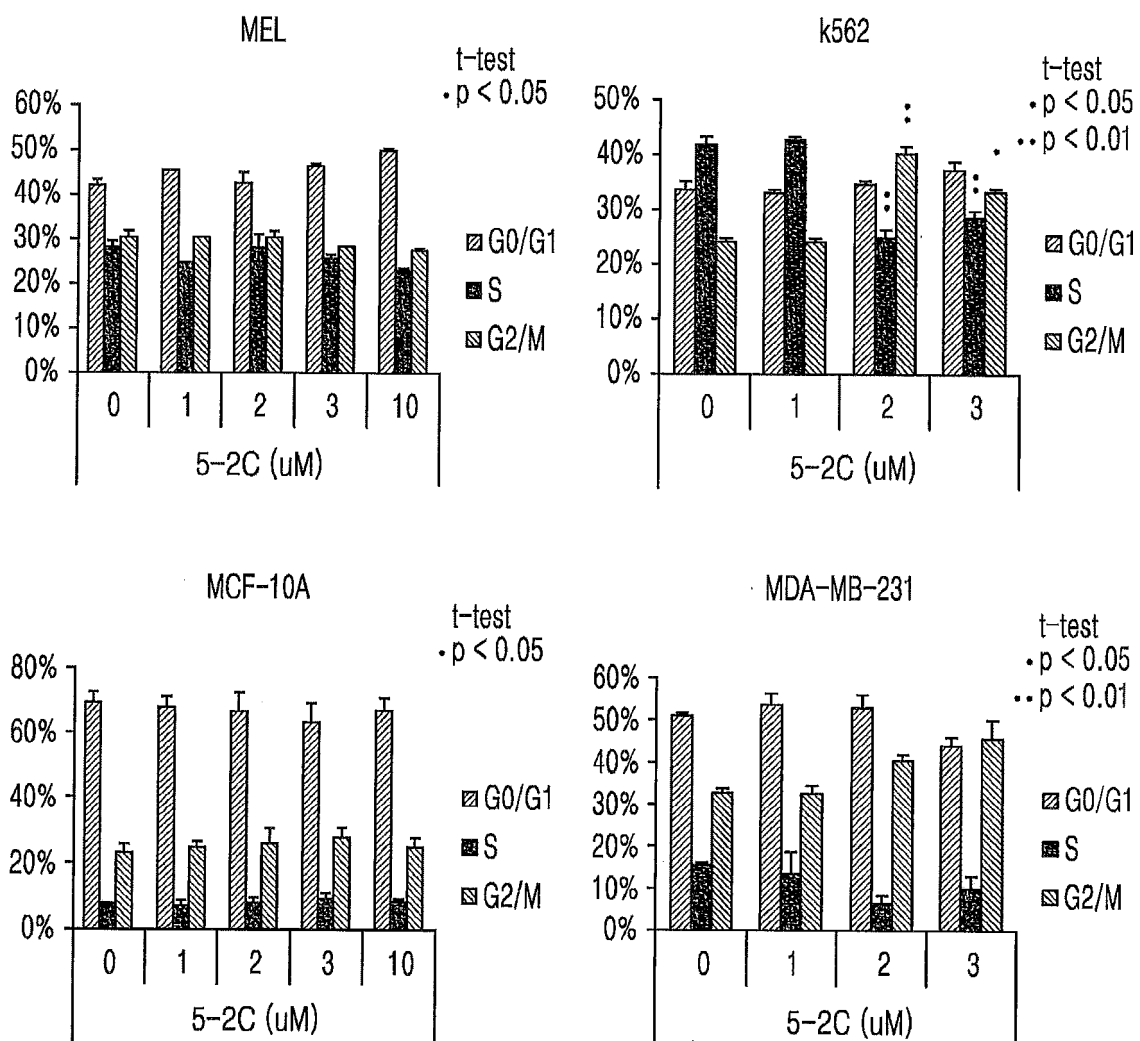 MEL
t-test
• p < 0.05
60%
50%
40%
30%
20%
10%
0%
G0/G1
S
G2/M
0 1 2 3 10
5-2C (uM)
k562
t-test
• p < 0.05
•• p < 0.01
50%
40%
30%
20%
10%
0%
G0/G1
S
G2/M
0 1 2 3
5-2C (uM)
MCF-10A
t-test
• p < 0.05
80%
60%
40%
20%
0%
G0/G1
S
G2/M
0 1 2 3 10
5-2C (uM)
MDA-MB-231
t-test
• p < 0.05
•• p < 0.01
60%
50%
40%
30%
20%
10%
0%
G0/G1
S
G2/M
0 1 2 3
5-2C (uM)